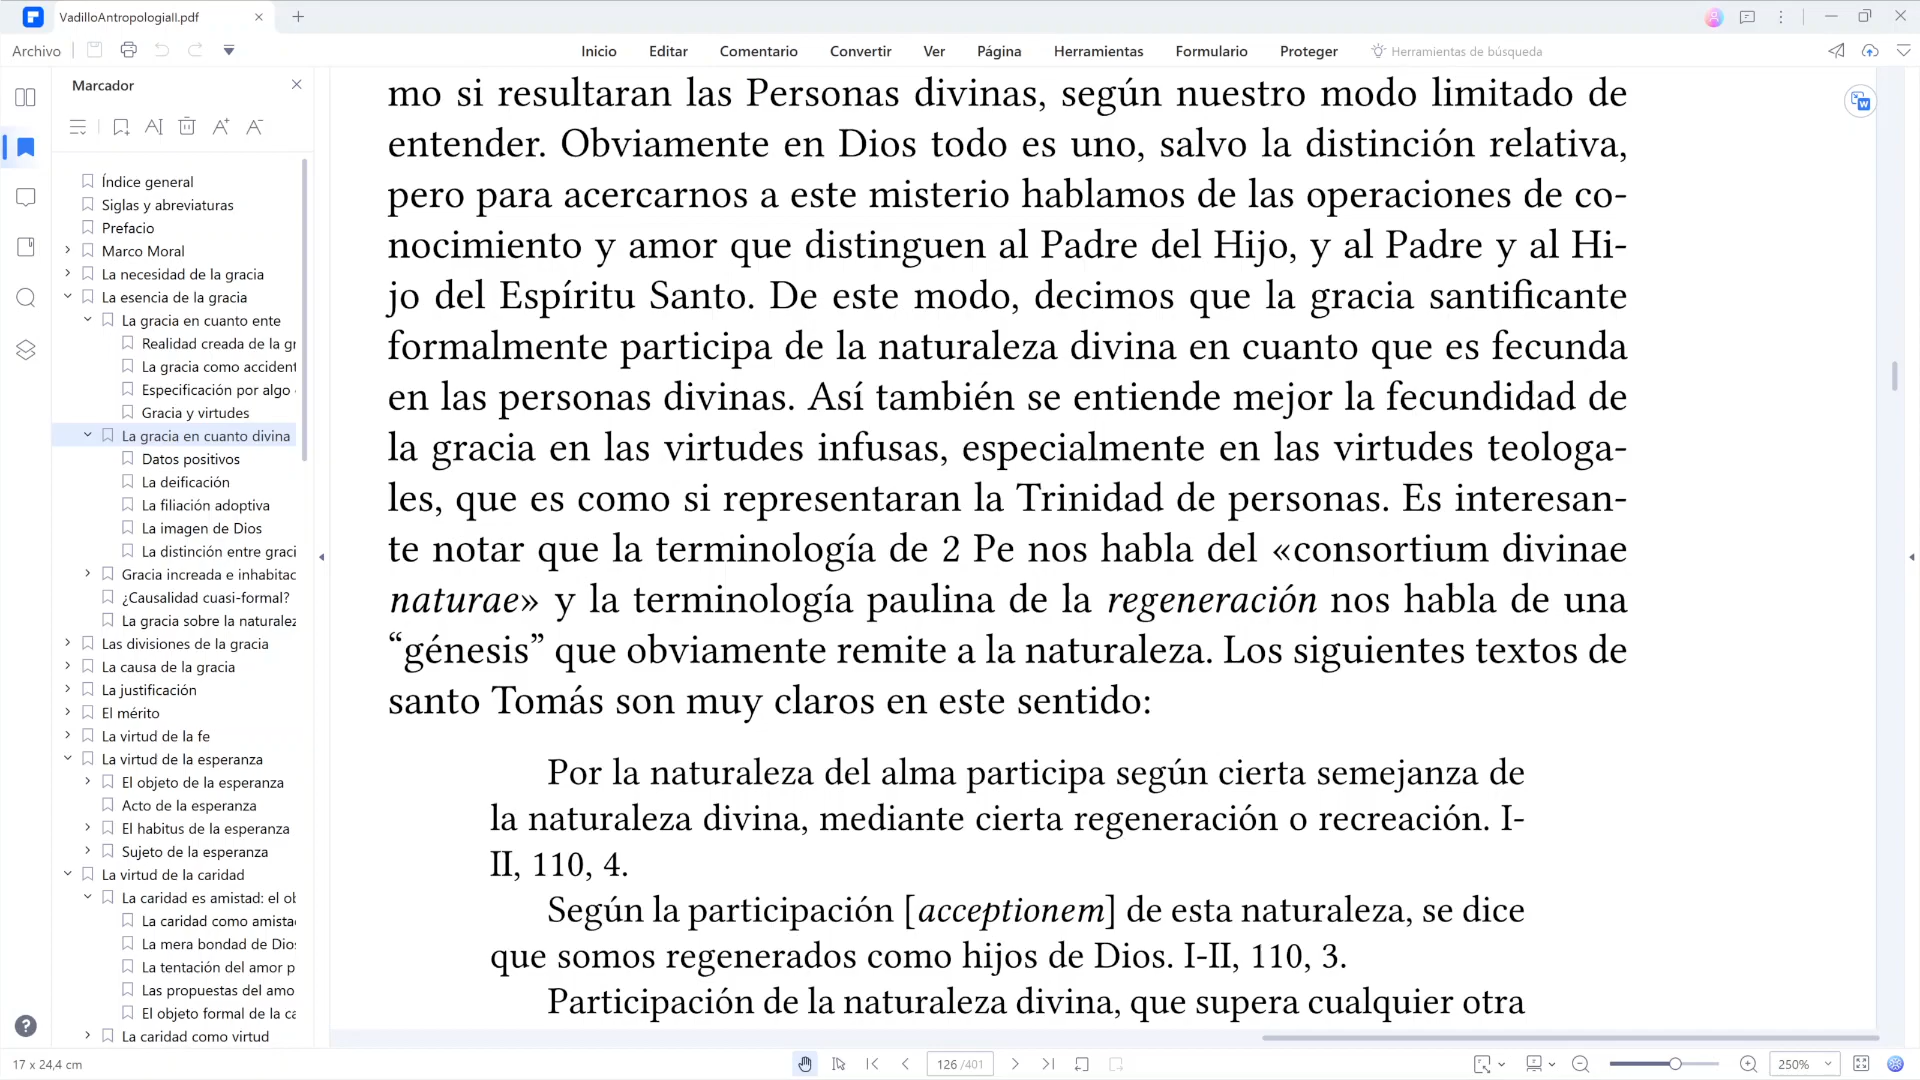 VadilloAntropologiaII.pdf
Archivo
Inicio
Editar
Comentario
Convertir
Ver
Página
Herramientas
Formulario
Proteger
Herramientas de búsqueda
Marcador
Índice general
Siglas y abreviaturas
Prefacio
Marco Moral
La necesidad de la gracia
La esencia de la gracia
La gracia en cuanto ente
Realidad creada de la gr
La gracia como accident
Especificación por algo
Gracia y virtudes
La gracia en cuanto divina
Datos positivos
La deificación
La filiación adoptiva
La imagen de Dios
La distinción entre graci
Gracia increada e inhabitac
¿Causalidad cuasi-formal?
La gracia sobre la naturalez
Las divisiones de la gracia
La causa de la gracia
La justificación
El mérito
La virtud de la fe
La virtud de la esperanza
El objeto de la esperanza
Acto de la esperanza
El habitus de la esperanza
Sujeto de la esperanza
La virtud de la caridad
La caridad es amistad: el ob
La caridad como amista
La mera bondad de Dio
La tentación del amor p
Las propuestas del amo
El objeto formal de la ca
La caridad como virtud
mo si resultaran las Personas divinas, según nuestro modo limitado de
entender. Obviamente en Dios todo es uno, salvo la distinción relativa,
pero para acercarnos a este misterio hablamos de las operaciones de co-
nocimiento y amor que distinguen al Padre del Hijo, y al Padre y al Hi-
jo del Espíritu Santo. De este modo, decimos que la gracia santificante
formalmente participa de la naturaleza divina en cuanto que es fecunda
en las personas divinas. Así también se entiende mejor la fecundidad de
la gracia en las virtudes infusas, especialmente en las virtudes teologa-
les, que es como si representaran la Trinidad de personas. Es interesan-
te notar que la terminología de 2 Pe nos habla del «consortium divinae
naturae» y la terminología paulina de la regeneración nos habla de una
“génesis” que obviamente remite a la naturaleza. Los siguientes textos de
santo Tomás son muy claros en este sentido:
Por la naturaleza del alma participa según cierta semejanza de
la naturaleza divina, mediante cierta regeneración o recreación. I-
II, 110, 4.
Según la participación [acceptionem] de esta naturaleza, se dice
que somos regenerados como hijos de Dios. I-II, 110, 3.
Participación de la naturaleza divina, que supera cualquier otra
17 x 24,4 cm
126 /401
250%